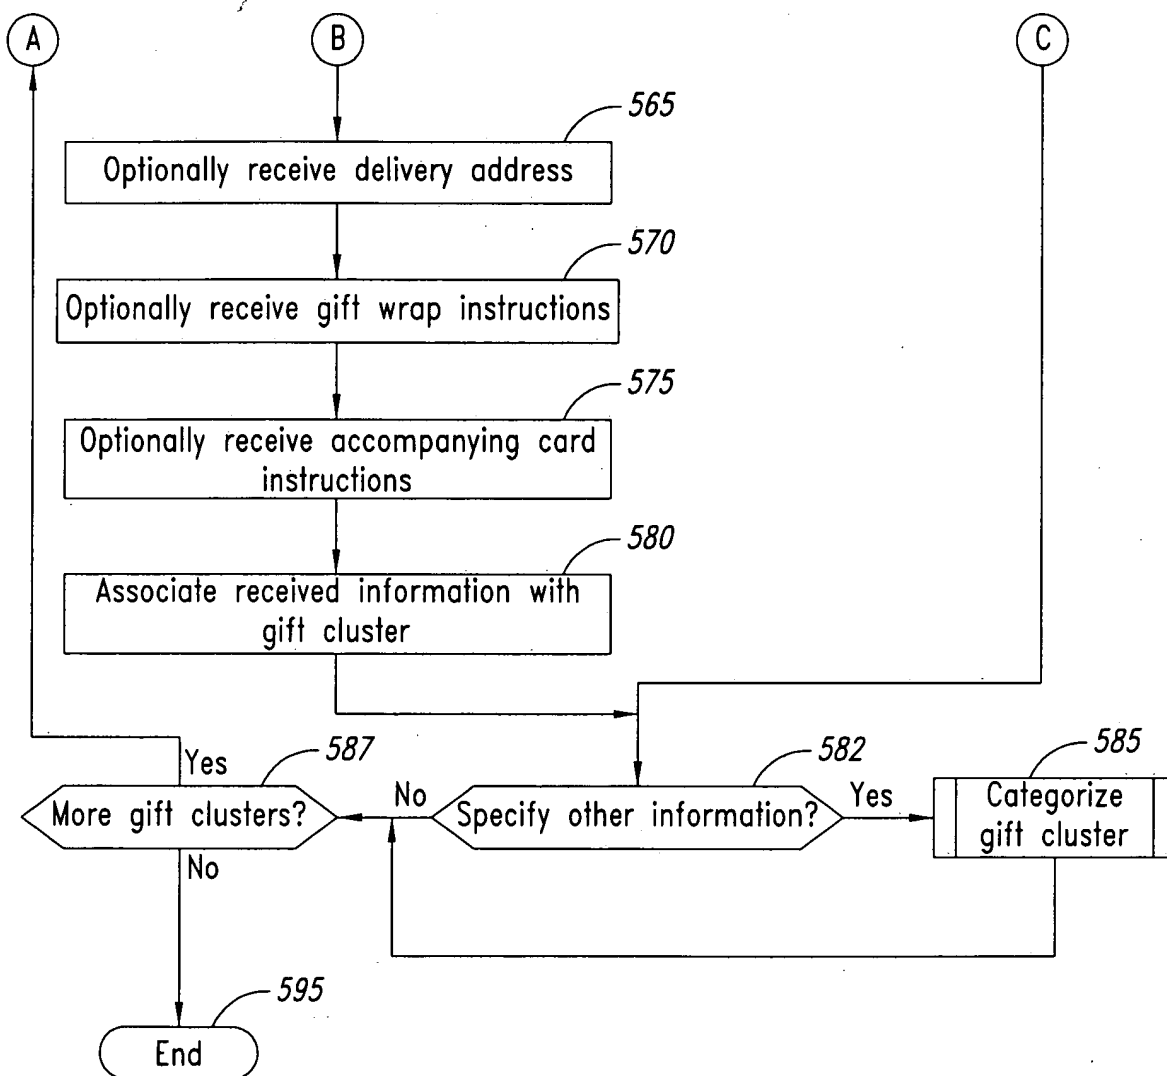 A
B
C
565
Optionally receive delivery address
570
Optionally receive gift wrap instructions
575
Optionally receive accompanying card
instructions
580
Associate received information with
gift cluster
587
582
585
Yes
More gift clusters?
No
Specify other information?
Yes
Categorize
gift cluster
No
595
End